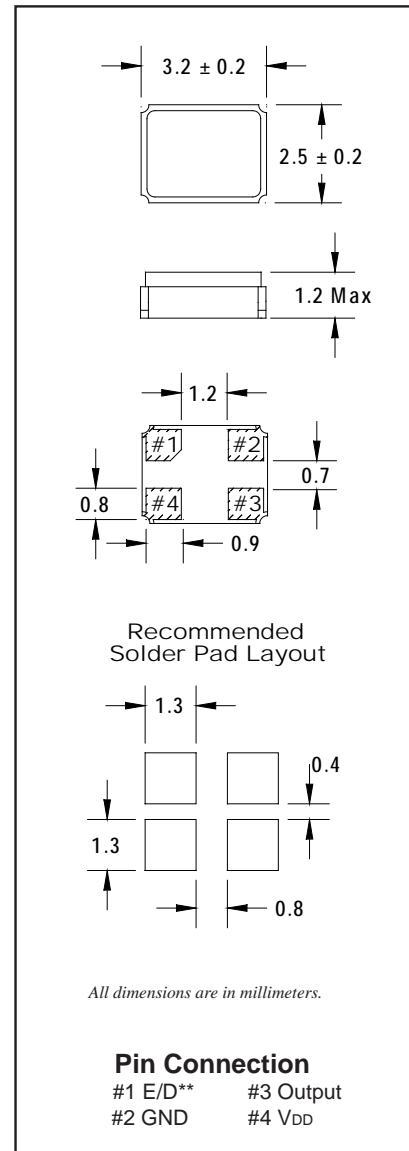 3.2 ± 0.2
2.5 ± 0.2
1.2 Max
1.2
#1 #2
0.7
0.8
#4 #3
0.9
Recommended
Solder Pad Layout
1.3
0.4
1.3
0.8
All dimensions are in millimeters.
Pin Connection
#1 E/D** #3 Output
#2 GND #4 VDD